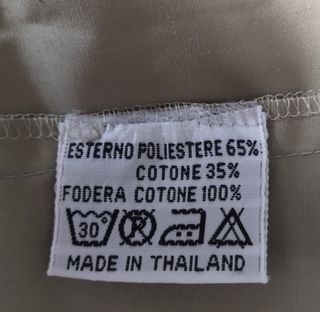 ESTERNO POLIESTERE 65%
COTONE 35%
FODERA COTONE 100%
30°
MADE IN THAILAND